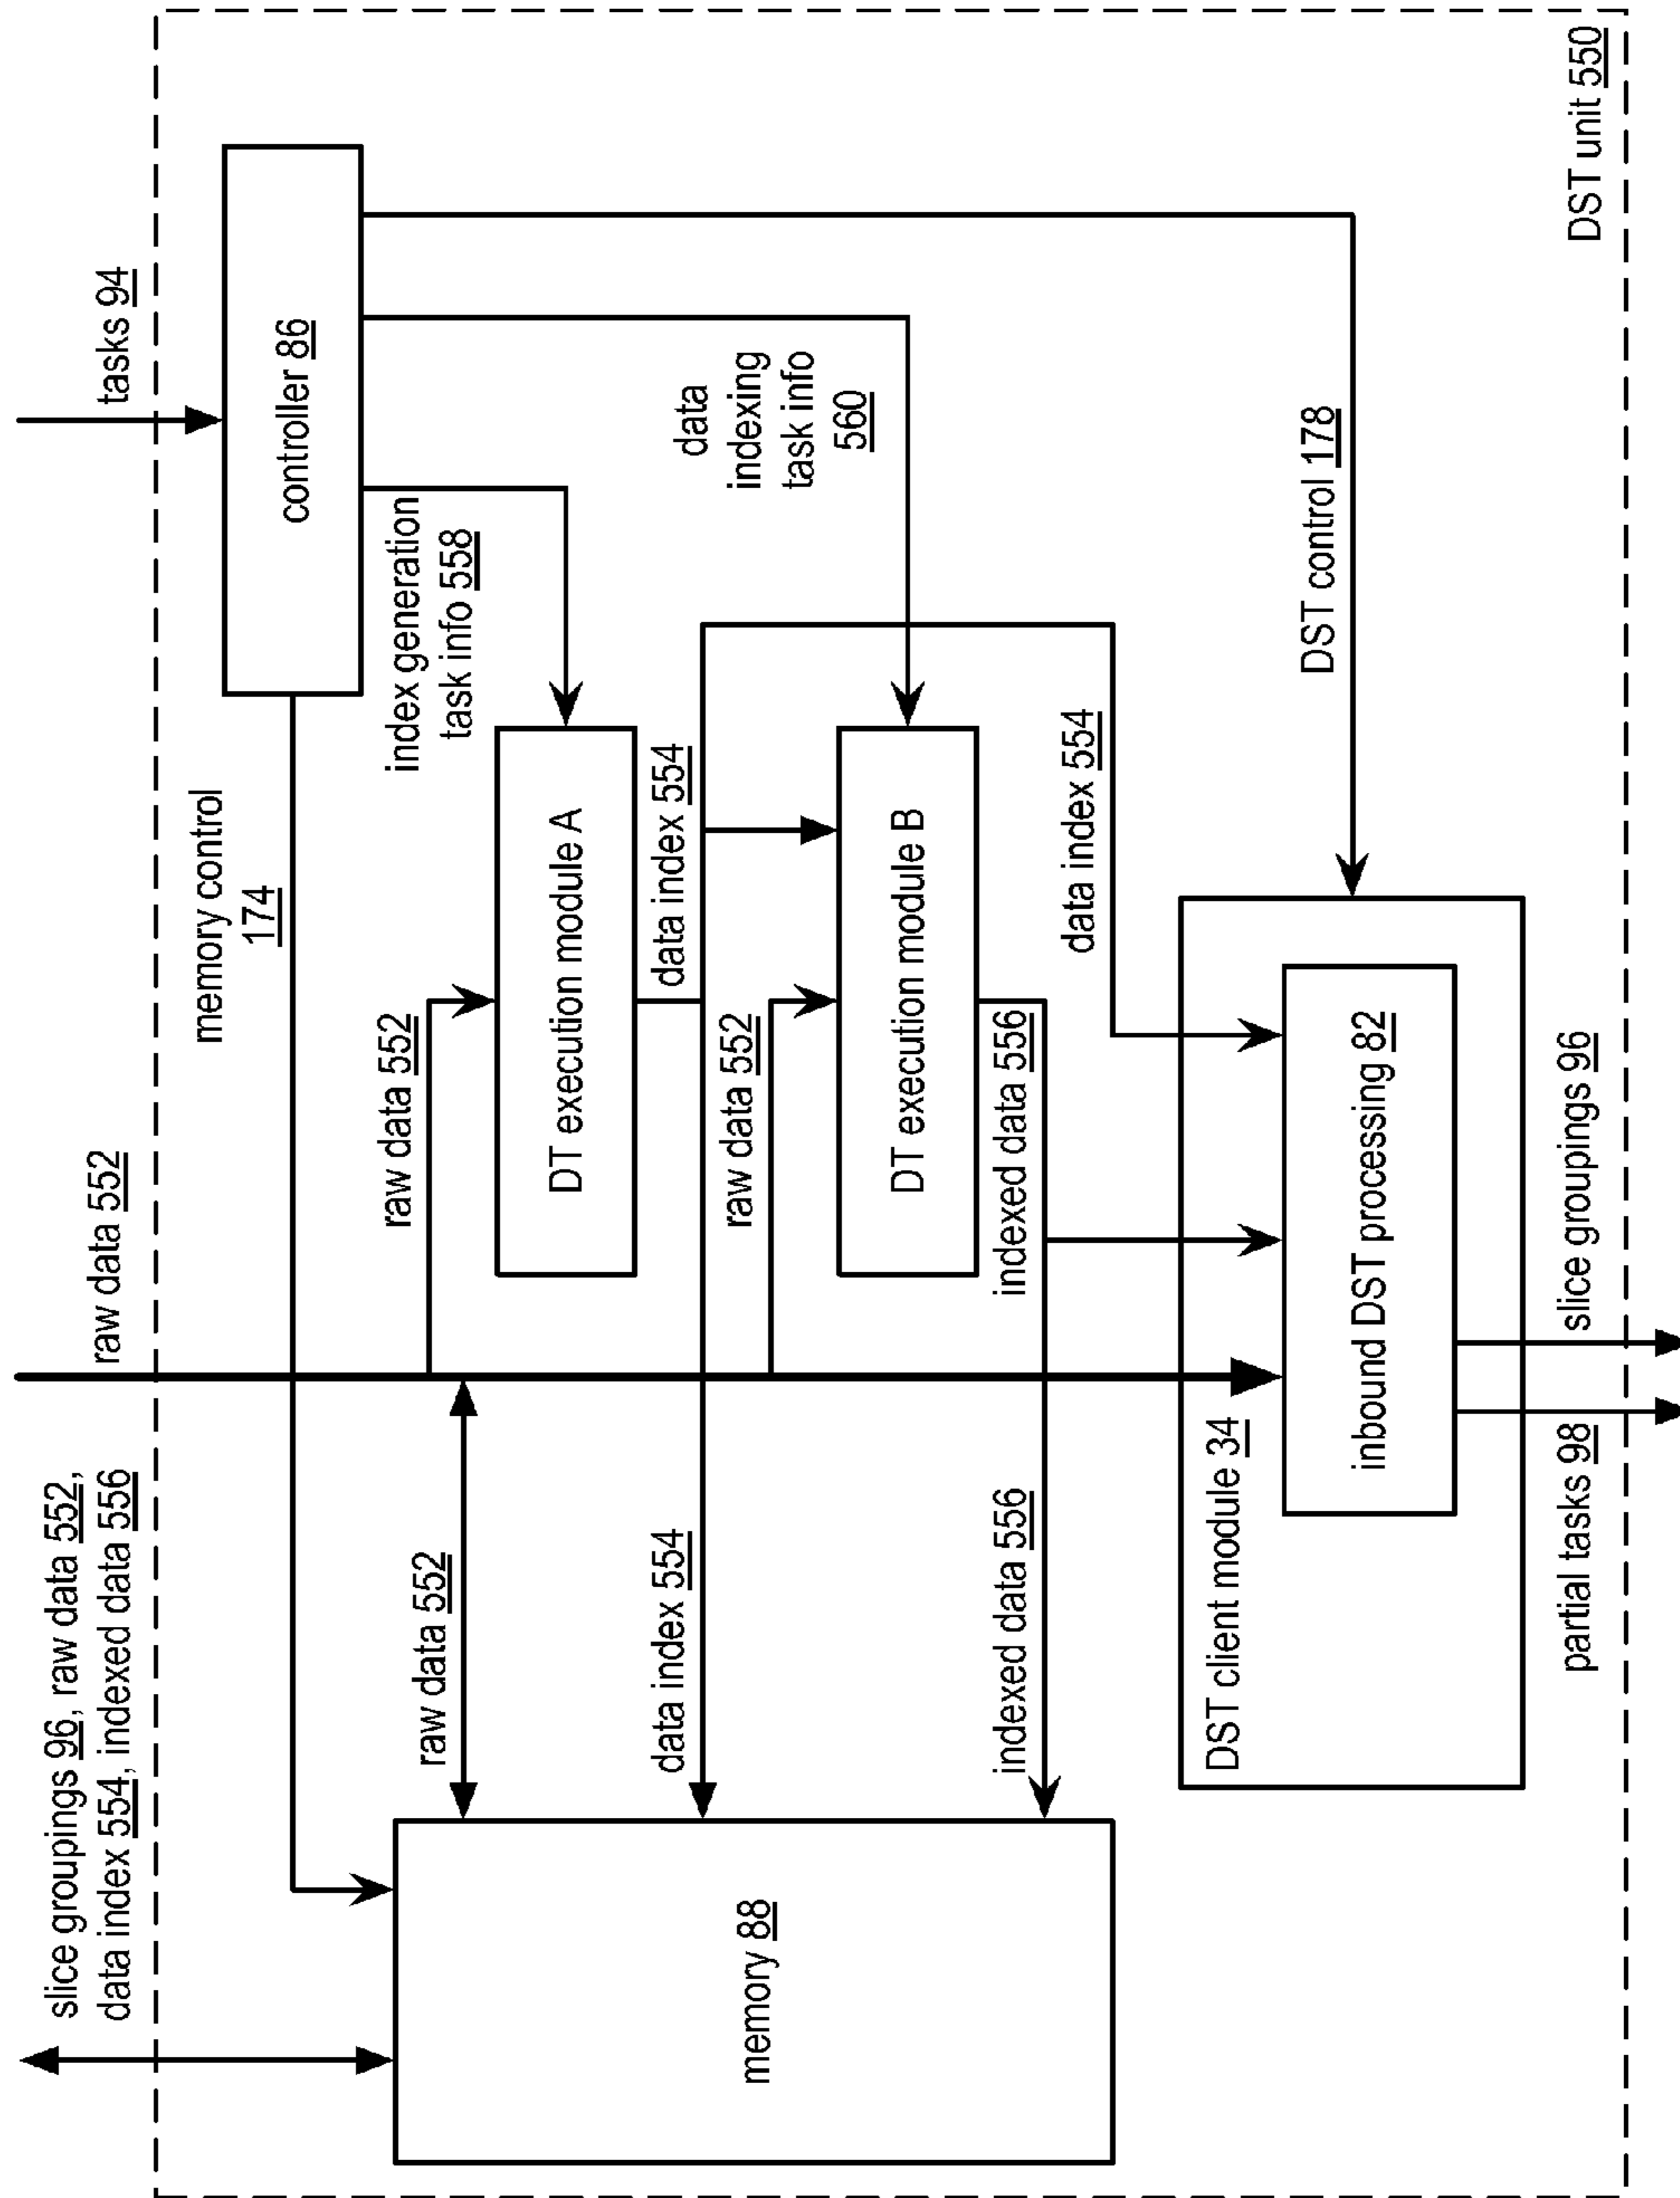 slice groupings 96, raw data 552,
data index 554, indexed data 556
raw data 552
tasks 94
memory control
174
controller 86
index generation
task info 558
raw data 552
raw data 552
DT execution module A
data index 554
data index 554
data
indexing
task info
560
memory 88
raw data 552
DT execution module B
indexed data 556
indexed data 556
data index 554
DST control 178
DST client module 34
inbound DST processing 82
partial tasks 98
slice groupings 96
DST unit 550